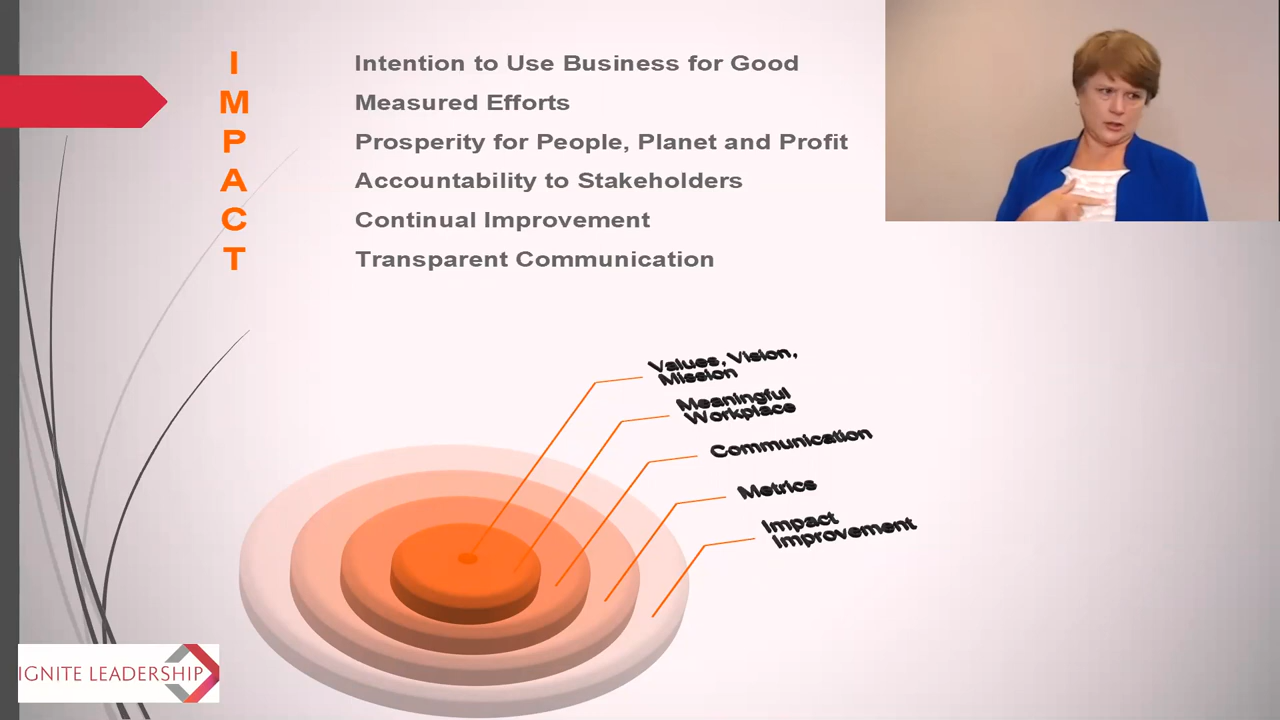 I Intention to Use Business for Good
M Measured Efforts
P Prosperity for People, Planet and Profit
A Accountability to Stakeholders
C Continual Improvement
T Transparent Communication
Values, Vision,
Mission
Meaningful
Workplace
Communication
Metrics
Impact
Improvement
IGNITE LEADERSHIP